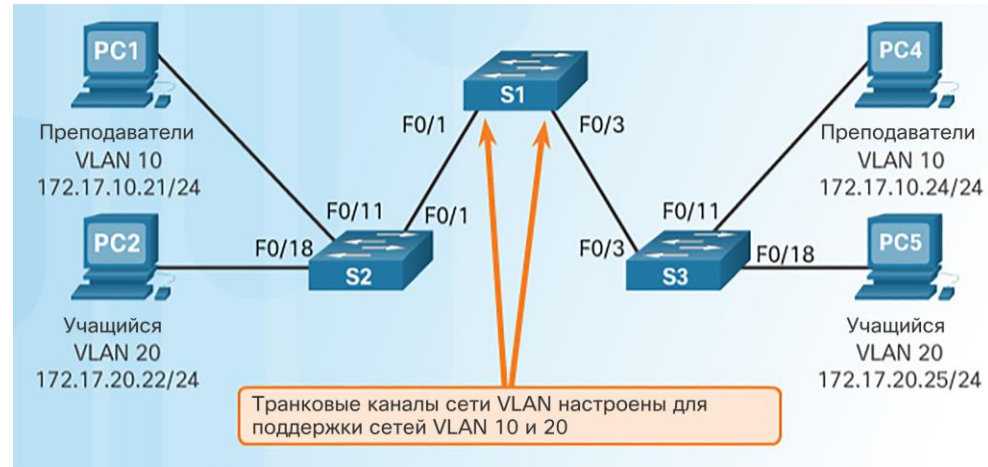 PC1
Преподаватели
VLAN 10
172.17.10.21/24
PC2
Учащийся
VLAN 20
172.17.20.22/24
F0/11
F0/18
F0/1
S2
F0/1
S1
F0/3
F0/3
S3
F0/11
F0/18
PC4
Преподаватели
VLAN 10
172.17.10.24/24
PC5
Учащийся
VLAN 20
172.17.20.25/24
Транковые каналы сети VLAN настроены для
поддержки сетей VLAN 10 и 20